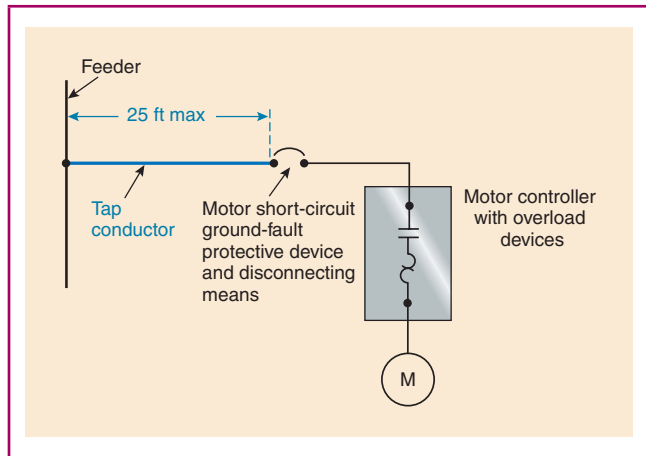 Feeder
25 ft max
Tap
conductor
Motor short-circuit
ground-fault
protective device
and disconnecting
means
Motor controller
with overload
devices
M